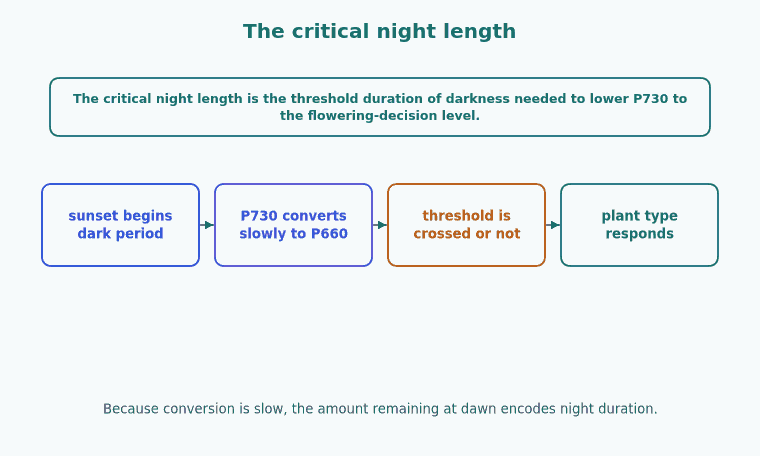 The critical night length
The critical night length is the threshold duration of darkness needed to lower P730 to
the flowering-decision level.
sunset begins
dark period
P730 converts
slowly to P660
threshold is
crossed or not
plant type
responds
Because conversion is slow, the amount remaining at dawn encodes night duration.